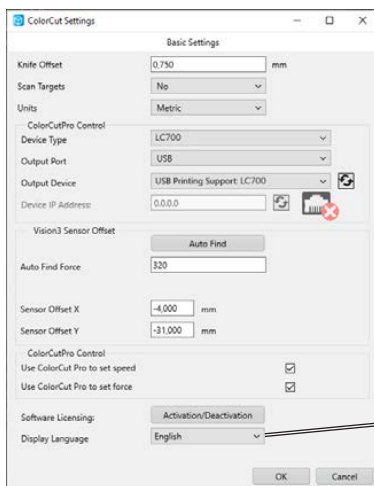 ColorCut Settings
Basic Settings
Knife Offset 0,750 mm
Scan Targets No
Units Metric
ColorCutPro Control
Device Type LC700
Output Port USB
Output Device USB Printing Support: LC700
Device IP Address: 0.0.0.0
Vision3 Sensor Offset
Auto Find
Auto Find Force 320
Sensor Offset X -4,000 mm
Sensor Offset Y -31,000 mm
ColorCutPro Control
Use ColorCut Pro to set speed
Use ColorCut Pro to set force
Software Licensing: Activation/Deactivation
Display Language English
OK Cancel